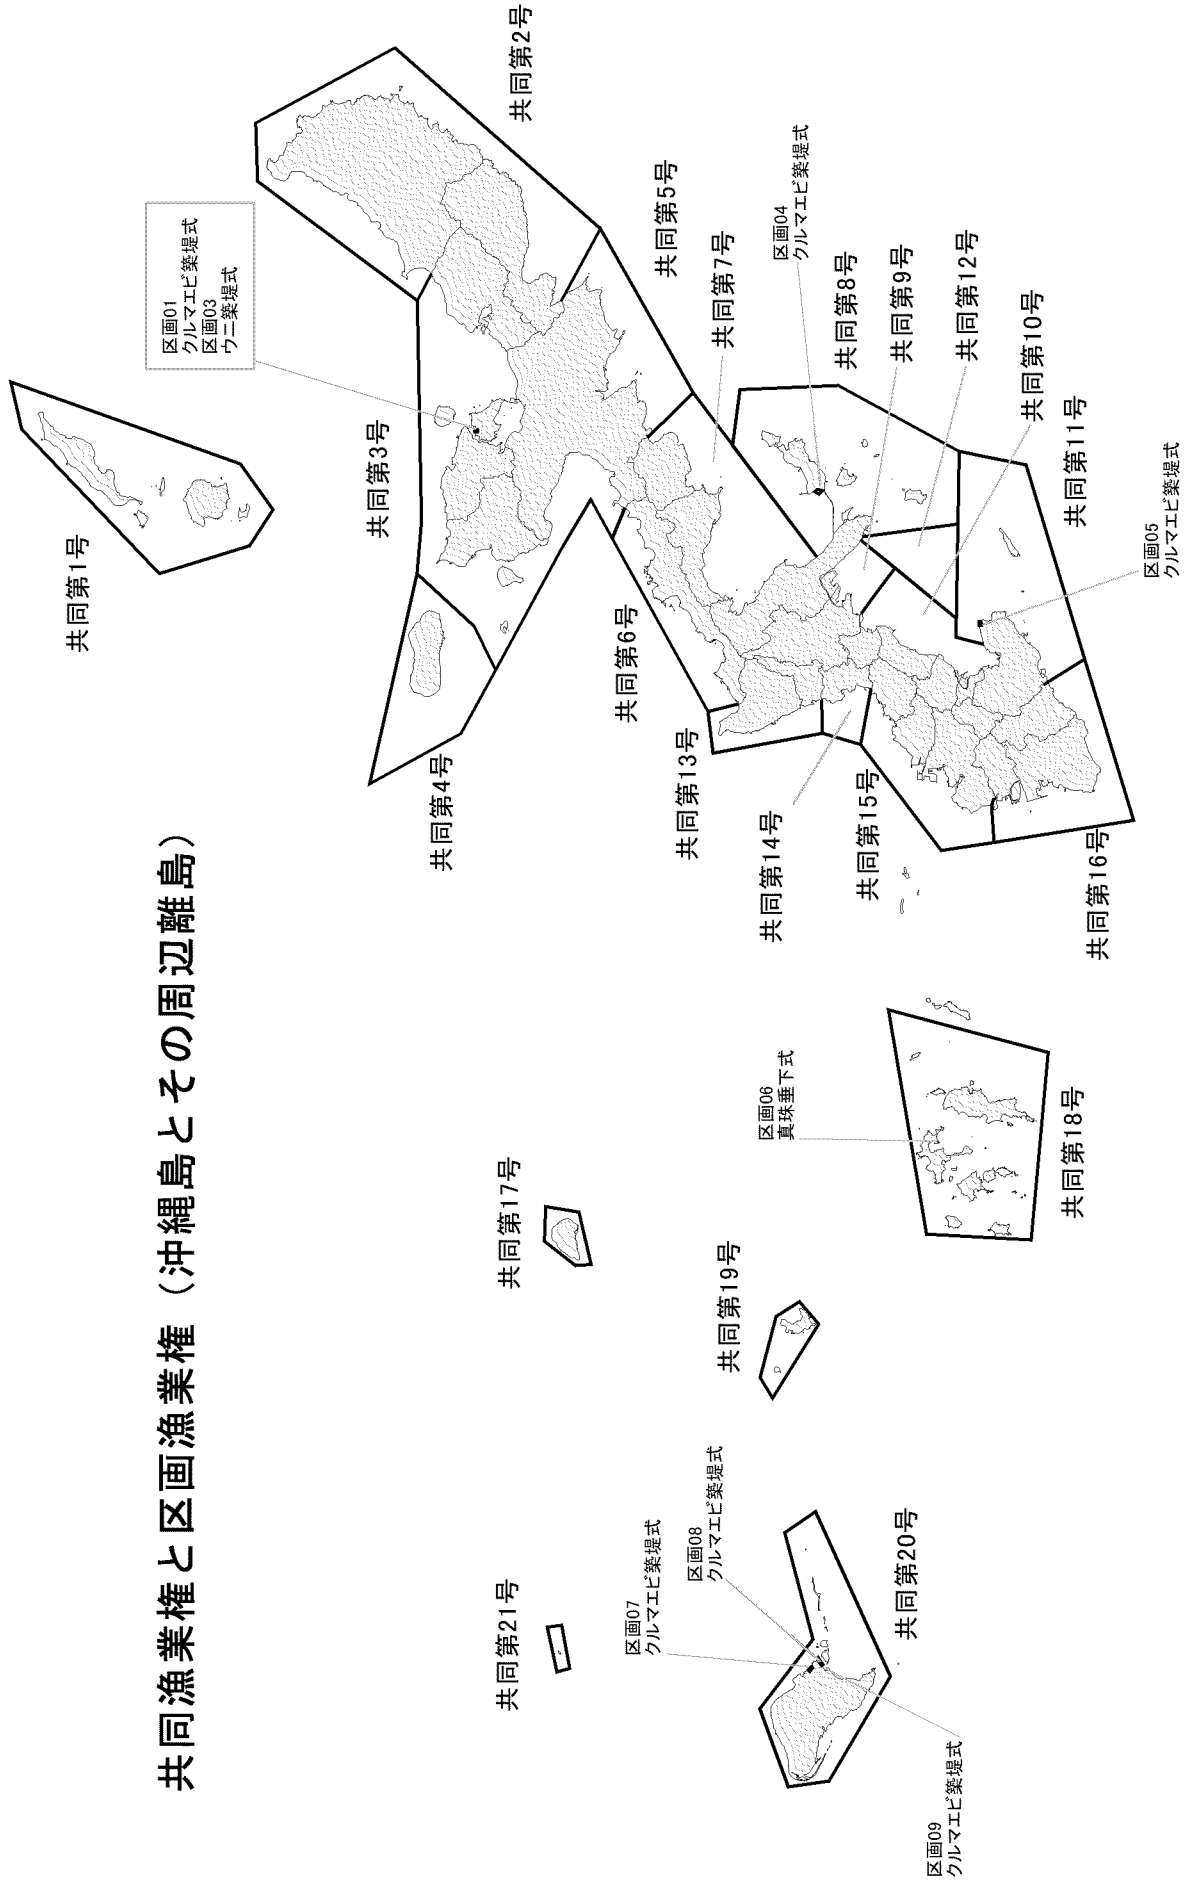 共同漁業権と区画漁業権（沖縄島とその周辺離島）
共同第1号
区画01
クルマエビ築堤式
区画03
ウニ築堤式
共同第2号
共同第3号
共同第4号
共同第5号
共同第6号
共同第7号
区画04
クルマエビ築堤式
共同第8号
共同第9号
共同第12号
共同第10号
共同第11号
区画05
クルマエビ築堤式
共同第13号
共同第14号
共同第15号
共同第16号
共同第17号
区画06
真珠垂下式
共同第18号
共同第19号
共同第21号
区画07
クルマエビ築堤式
区画08
クルマエビ築堤式
共同第20号
区画09
クルマエビ築堤式